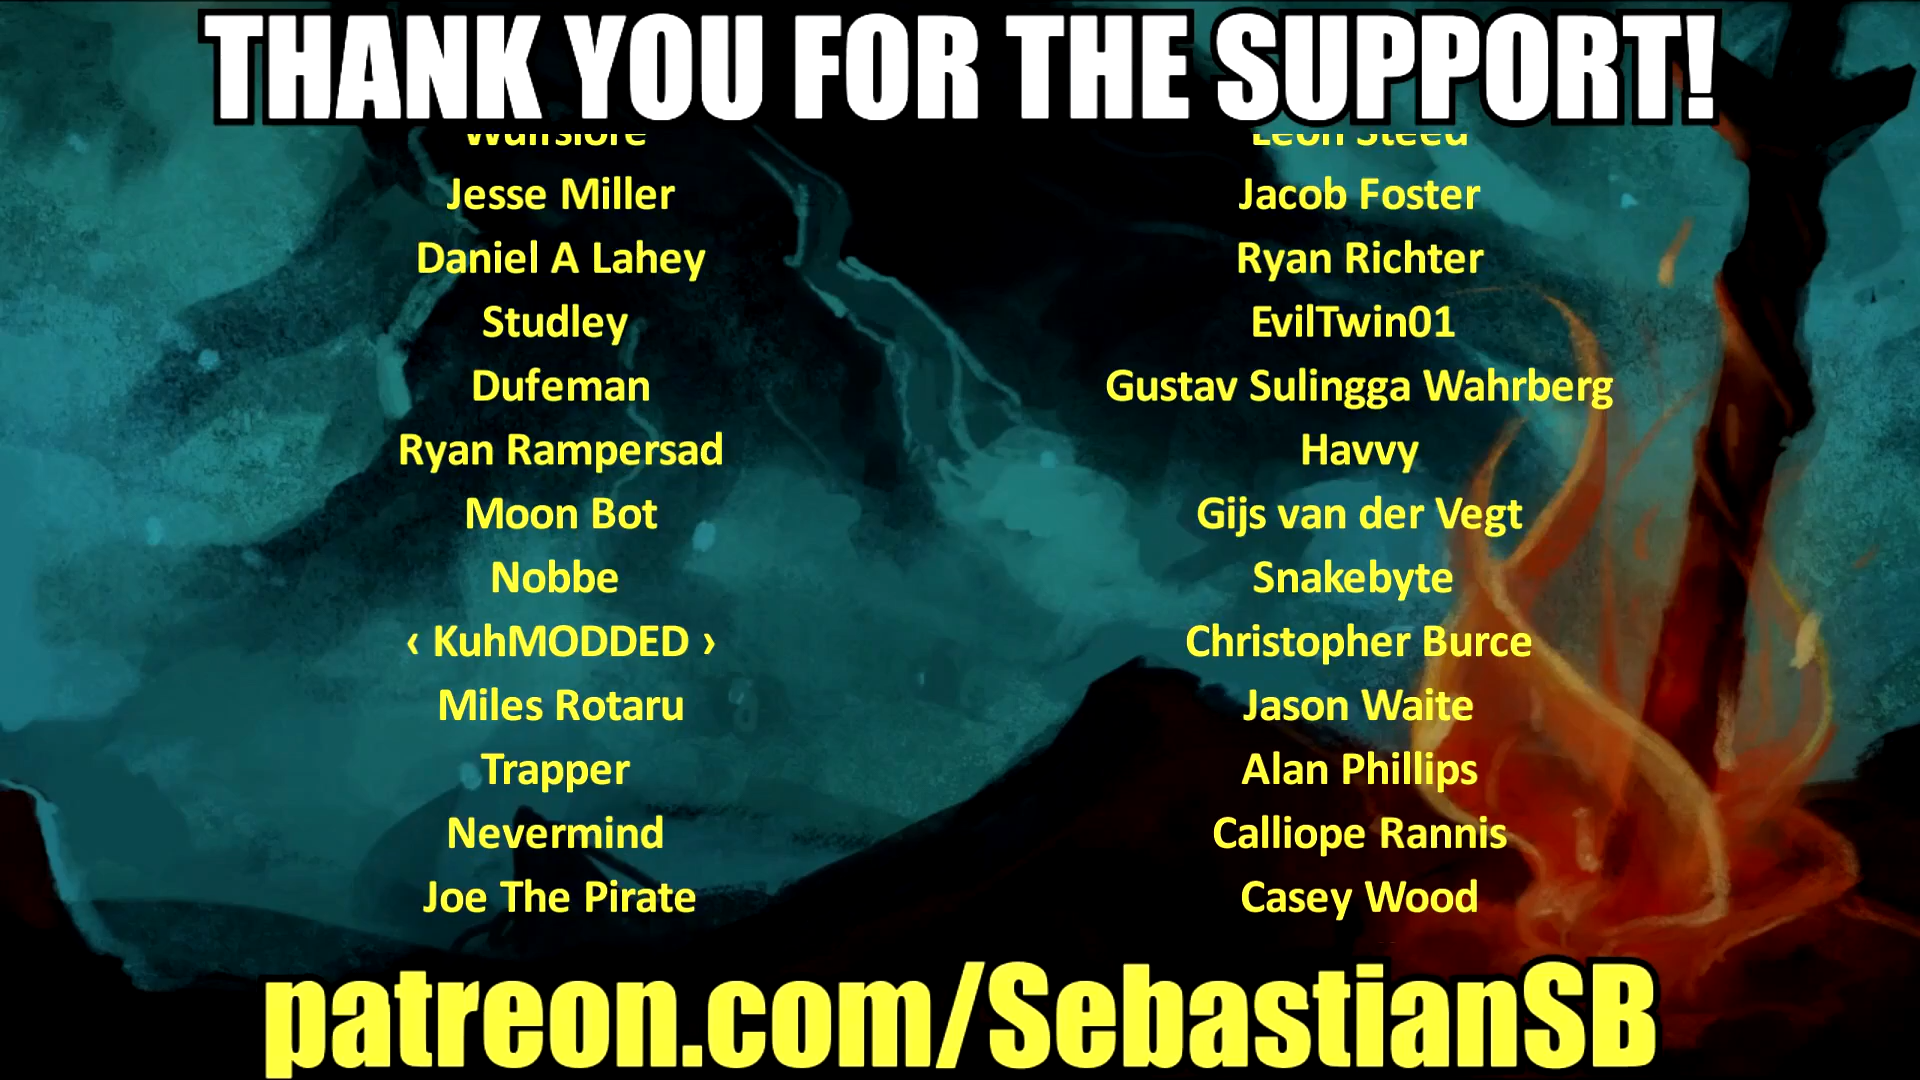 THANK YOU FOR THE SUPPORT!
Leon Steed
Jesse Miller
Jacob Foster
Daniel A Lahey
Ryan Richter
Studley
EvilTwin01
Dufeman
Gustav Sulingga Wahrberg
Ryan Rampersad
Havvy
Moon Bot
Gijs van der Vegt
Nobbe
Snakebyte
‹ KuhMODDED ›
Christopher Burce
Miles Rotaru
Jason Waite
Trapper
Alan Phillips
Nevermind
Calliope Rannis
Joe The Pirate
Casey Wood
patreon.com/SebastianSB